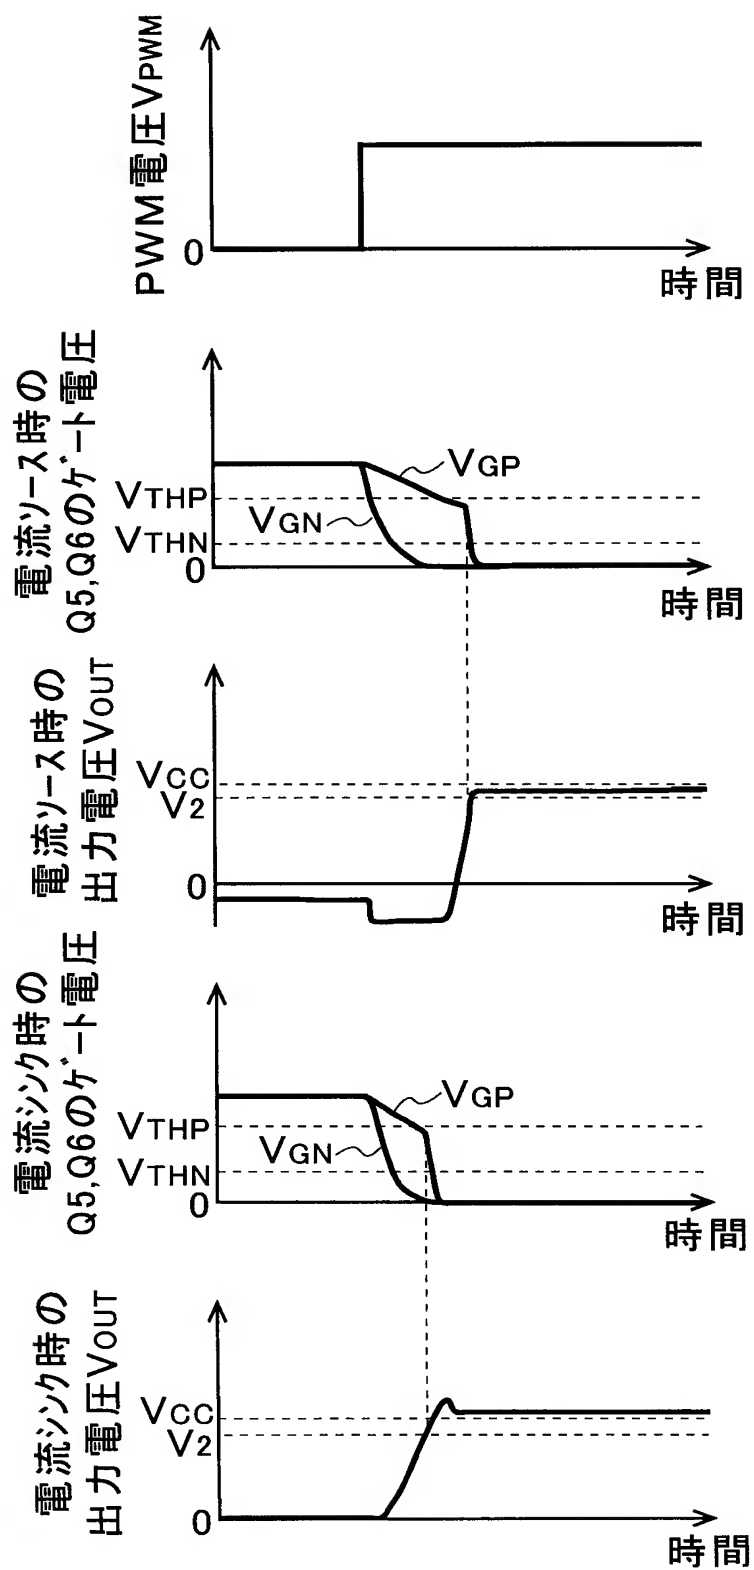 PWM電圧VPWM
0
時間
電流ソース時の
Q5,Q6のゲート電圧
VGP
VTHP
VGN
VTHN
0
時間
電流ソース時の
出力電圧VOUT
VCC
V2
0
時間
電流シンク時の
Q5,Q6のゲート電圧
VGP
VTHP
VGN
VTHN
0
時間
電流シンク時の
出力電圧VOUT
VCC
V2
0
時間